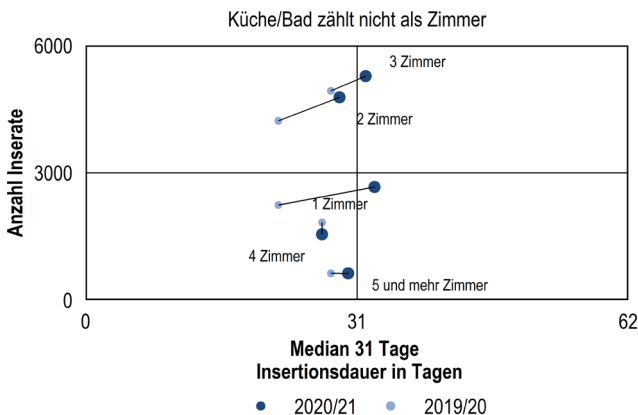 Küche/Bad zählt nicht als Zimmer
6000
3 Zimmer
2 Zimmer
Anzahl Inserate
3000
1 Zimmer
4 Zimmer
5 und mehr Zimmer
0
0
31
62
Median 31 Tage
Insertionsdauer in Tagen
2020/21
2019/20